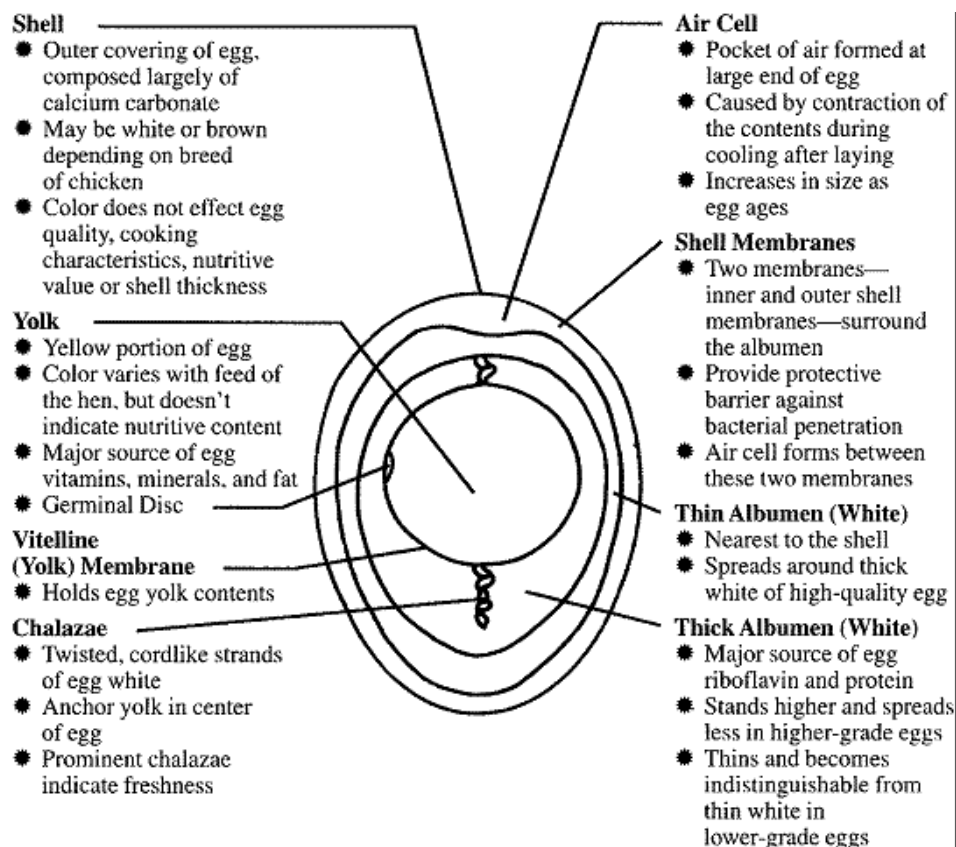 Shell
✹ Outer covering of egg,
composed largely of
calcium carbonate
✹ May be white or brown
depending on breed
of chicken
✹ Color does not effect egg
quality, cooking
characteristics, nutritive
value or shell thickness
Yolk
✹ Yellow portion of egg
✹ Color varies with feed of
the hen, but doesn't
indicate nutritive content
✹ Major source of egg
vitamins, minerals, and fat
✹ Germinal Disc
Vitelline
(Yolk) Membrane
✹ Holds egg yolk contents
Chalazae
✹ Twisted, cordlike strands
of egg white
✹ Anchor yolk in center
of egg
✹ Prominent chalazae
indicate freshness
Air Cell
✹ Pocket of air formed at
large end of egg
✹ Caused by contraction of
the contents during
cooling after laying
✹ Increases in size as
egg ages
Shell Membranes
✹ Two membranes—
inner and outer shell
membranes—surround
the albumen
✹ Provide protective
barrier against
bacterial penetration
✹ Air cell forms between
these two membranes
Thin Albumen (White)
✹ Nearest to the shell
✹ Spreads around thick
white of high-quality egg
Thick Albumen (White)
✹ Major source of egg
riboflavin and protein
✹ Stands higher and spreads
less in higher-grade eggs
✹ Thins and becomes
indistinguishable from
thin white in
lower-grade eggs